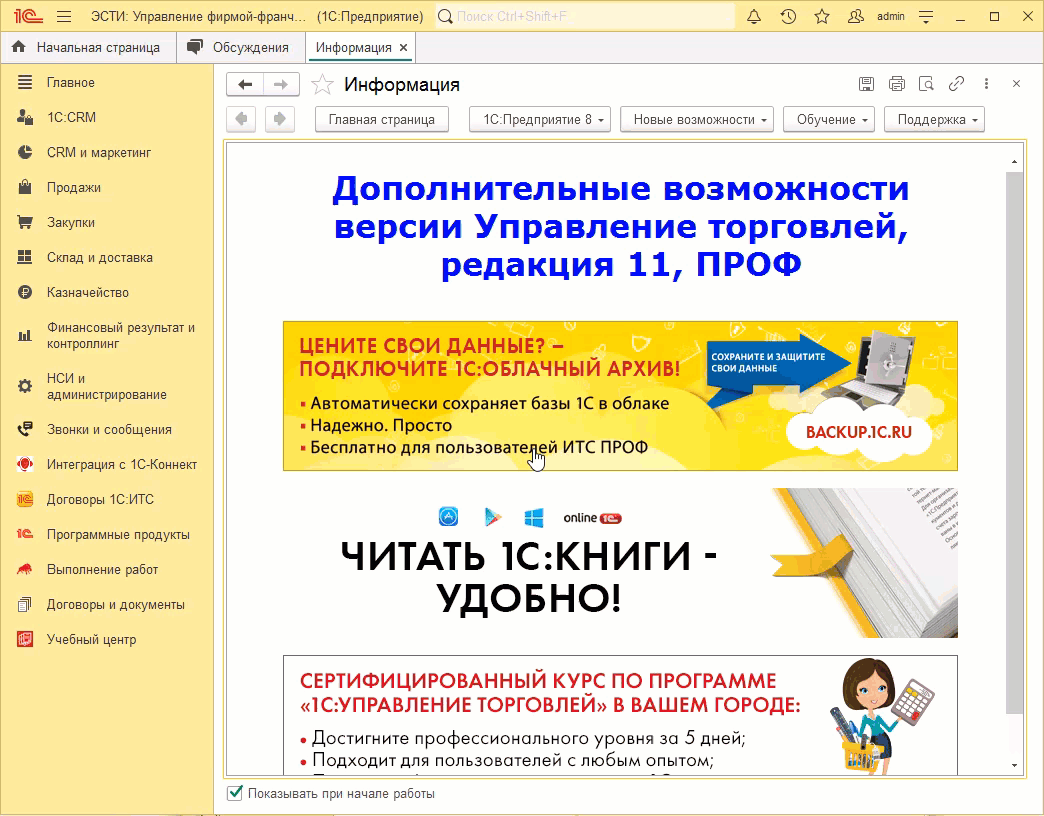 ЭСТИ: Управление фирмой-франч... (1С:Предприятие)
Поиск Ctrl+Shift+F
admin
Начальная страница
Обсуждения
Информация
Главное
1С:CRM
CRM и маркетинг
Продажи
Закупки
Склад и доставка
Казначейство
Финансовый результат и
контроллинг
НСИ и
администрирование
Звонки и сообщения
Интеграция с 1С-Коннект
Договоры 1С:ИТС
Программные продукты
Выполнение работ
Договоры и документы
Учебный центр
Информация
Главная страница
1С:Предприятие 8
Новые возможности
Обучение
Поддержка
Дополнительные возможности
версии Управление торговлей,
редакция 11, ПРОФ
ЦЕНИТЕ СВОИ ДАННЫЕ? –
ПОДКЛЮЧИТЕ 1С:ОБЛАЧНЫЙ АРХИВ!
Автоматически сохраняет базы 1С в облаке
Надежно. Просто
Бесплатно для пользователей ИТС ПРОФ
СОХРАНИТЕ И ЗАЩИТИТЕ
СВОИ ДАННЫЕ
BACKUP.1C.RU
online 1С
ЧИТАТЬ 1С:КНИГИ -
УДОБНО!
СЕРТИФИЦИРОВАННЫЙ КУРС ПО ПРОГРАММЕ
«1С:УПРАВЛЕНИЕ ТОРГОВЛЕЙ» В ВАШЕМ ГОРОДЕ:
Достигните профессионального уровня за 5 дней;
Подходит для пользователей с любым опытом;
Показывать при начале работы